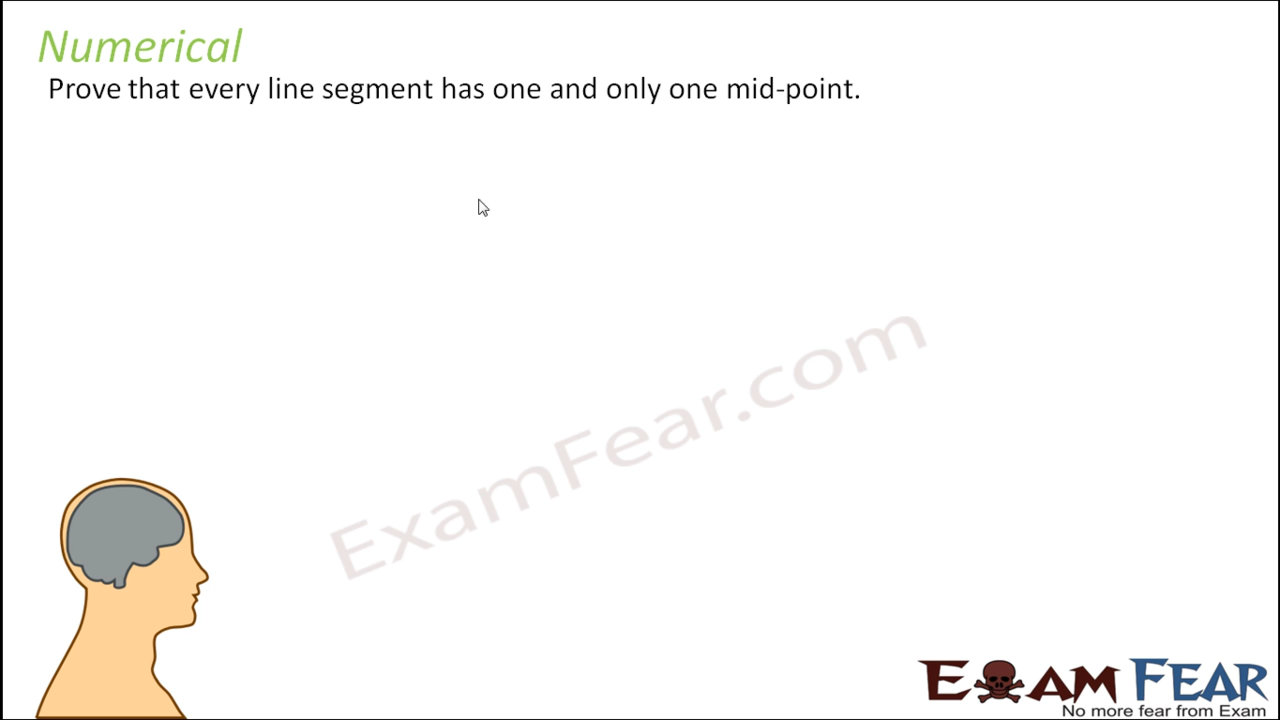 Numerical
Prove that every line segment has one and only one mid-point.
ExamFear.com
EXAM FEAR
No more fear from Exam